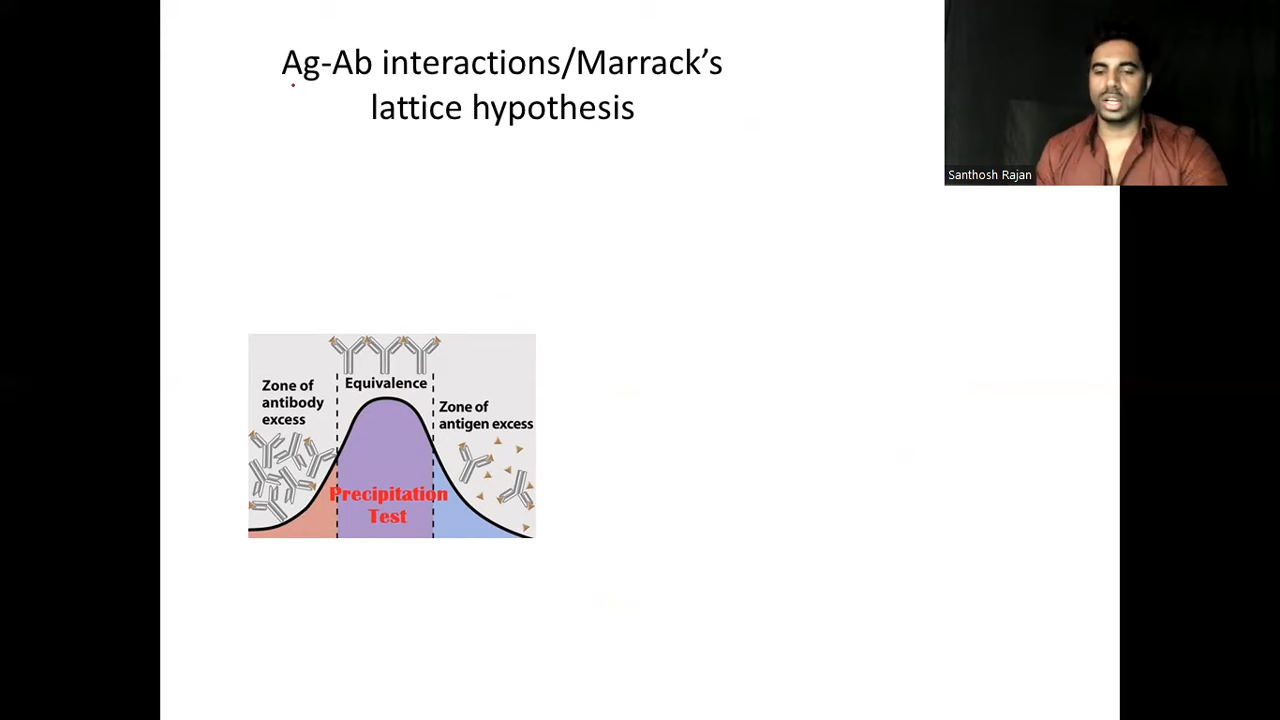 Ag-Ab interactions/Marrack’s
lattice hypothesis
Santhosh Rajan
Equivalence
Zone of
antibody
excess
Zone of
antigen excess
Precipitation
Test